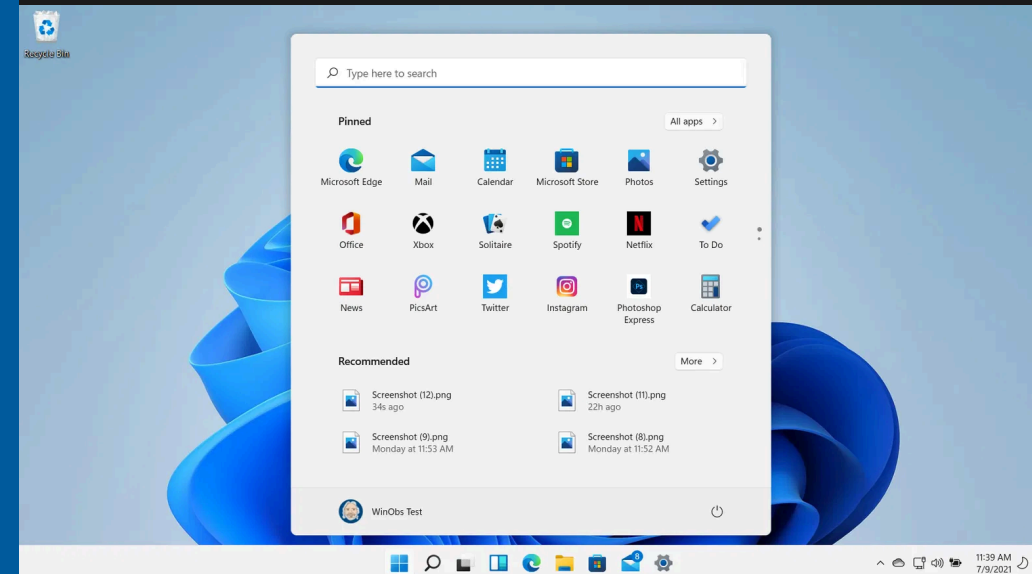 Recycle Bin
Type here to search
Pinned
All apps >
Microsoft Edge
Mail
Calendar
Microsoft Store
Photos
Settings
Office
Xbox
Solitaire
Spotify
Netflix
To Do
News
PicsArt
Twitter
Instagram
Ps
Photoshop
Express
Calculator
Recommended
More >
Screenshot (12).png
34s ago
Screenshot (11).png
22h ago
Screenshot (9).png
Monday at 11:53 AM
Screenshot (8).png
Monday at 11:52 AM
WinObs Test
8
11:39 AM
7/9/2021